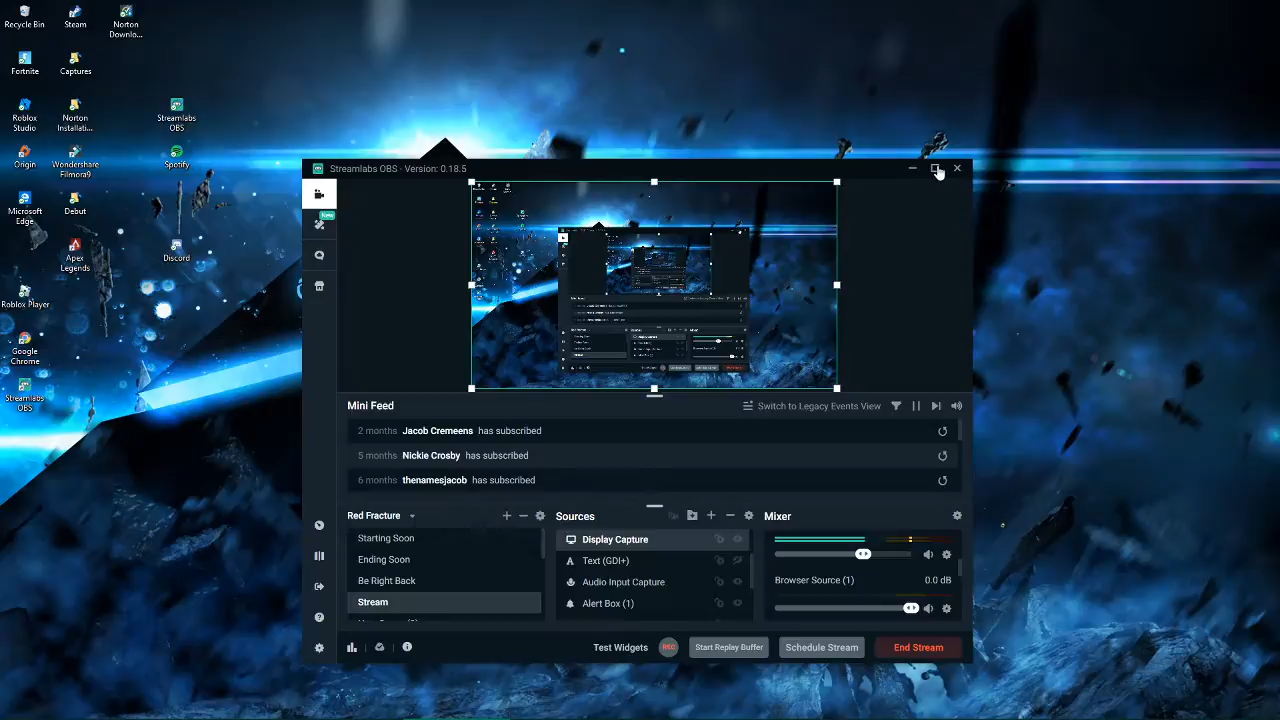 Recycle Bin
Steam
Norton
Downlo...
Fortnite
Captures
Roblox
Studio
Norton
Installati...
Streamlabs
OBS
Origin
Wondershare
Filmora9
Spotify
Microsoft
Edge
Debut
Apex
Legends
Discord
Roblox Player
Google
Chrome
Streamlabs
OBS
Streamlabs OBS - Version: 0.18.5
New
Mini Feed
Switch to Legacy Events View
2 months Jacob Cremeens has subscribed
5 months Nickie Crosby has subscribed
6 months thenamesjacob has subscribed
Red Fracture
Starting Soon
Ending Soon
Be Right Back
Stream
Sources
Display Capture
Text (GDI+)
Audio Input Capture
Alert Box (1)
Mixer
Browser Source (1) 0.0 dB
Test Widgets
REC
Start Replay Buffer
Schedule Stream
End Stream